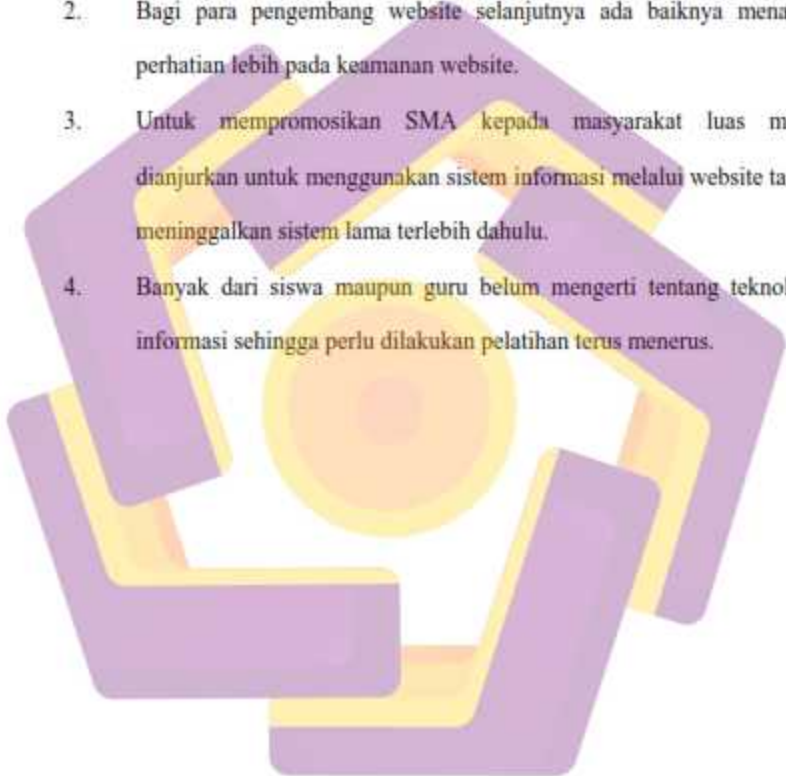 2. Bagi para pengembang website selanjutnya ada baiknya mena
perhatian lebih pada keamanan website.
3. Untuk mempromosikan SMA kepada masyarakat luas m
dianjurkan untuk menggunakan sistem informasi melalui website ta
meninggalkan sistem lama terlebih dahulu.
4. Banyak dari siswa maupun guru belum mengerti tentang teknol
informasi sehingga perlu dilakukan pelatihan terus menerus.